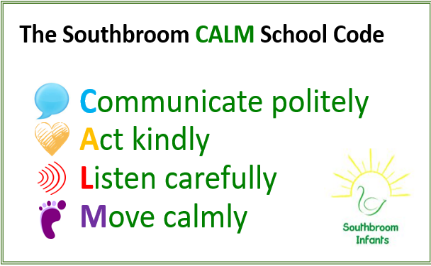 The Southbroom CALM School Code
Communicate politely
Act kindly
Listen carefully
Move calmly
Southbroom
Infants